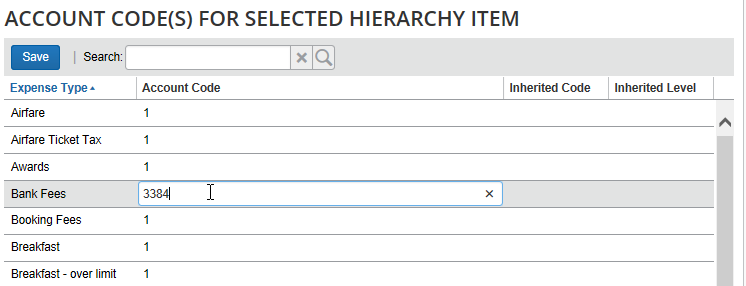 ACCOUNT CODE(S) FOR SELECTED HIERARCHY ITEM
Save | Search:
Expense Type Account Code Inherited Code Inherited Level
Airfare 1
Airfare Ticket Tax 1
Awards 1
Bank Fees 3384
Booking Fees 1
Breakfast 1
Breakfast - over limit 1